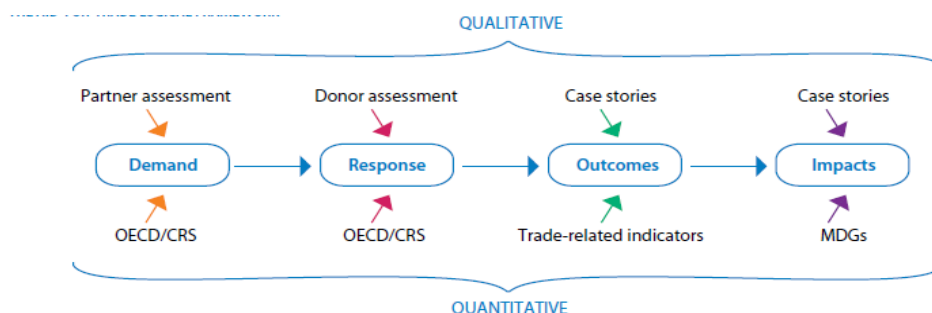 QUALITATIVE
Partner assessment
Donor assessment
Case stories
Case stories
Demand
Response
Outcomes
Impacts
OECD/CRS
OECD/CRS
Trade-related indicators
MDGs
QUANTITATIVE